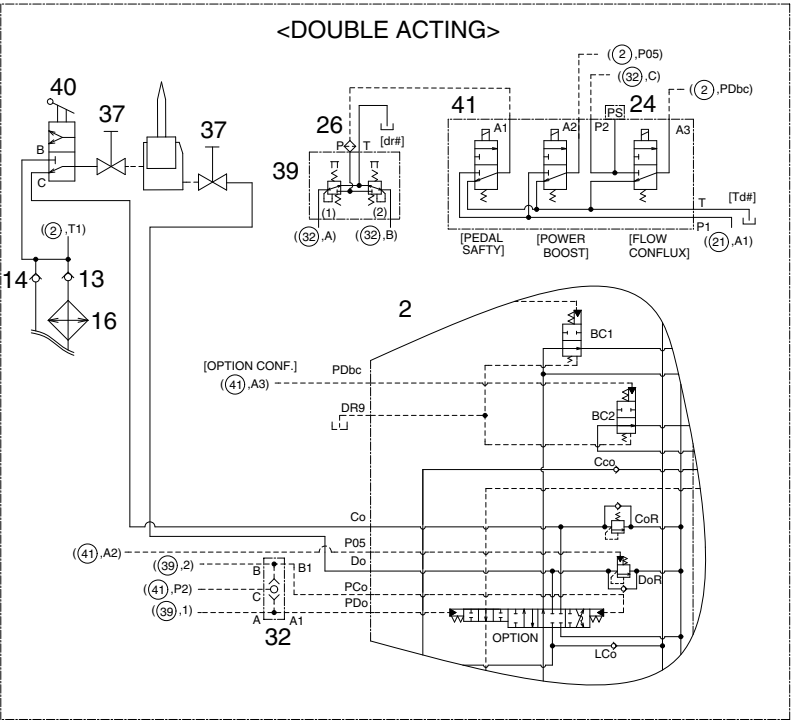 <DOUBLE ACTING>
40
37
37
B
C
((2),T1)
14
13
16
26
39
P
T
[dr#]
(1)
(2)
((32),A)
((32),B)
((2),P05)
((32),C)
((2),PDbc)
41
PS
24
A1
A2
P2
A3
T
[Td#]
P1
((21),A1)
[PEDAL
SAFTY]
[POWER
BOOST]
[FLOW
CONFLUX]
2
BC1
[OPTION CONF.]
((41),A3)
PDbc
DR9
BC2
Cco
Co
CoR
((41),A2)
P05
Do
DoR
((39),2)
B
B1
((41),P2)
C
PCo
((39),1)
PDo
A
A1
32
OPTION
LCo